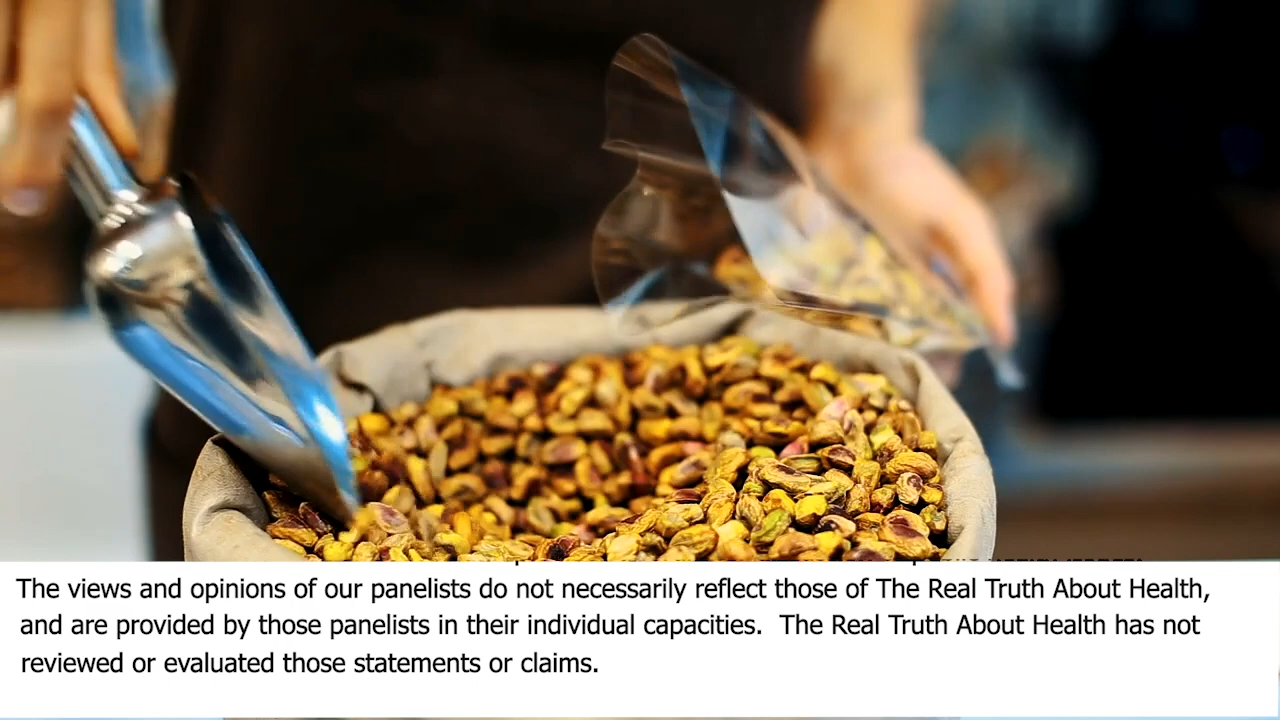 The views and opinions of our panelists do not necessarily reflect those of The Real Truth About Health,
and are provided by those panelists in their individual capacities.  The Real Truth About Health has not
reviewed or evaluated those statements or claims.